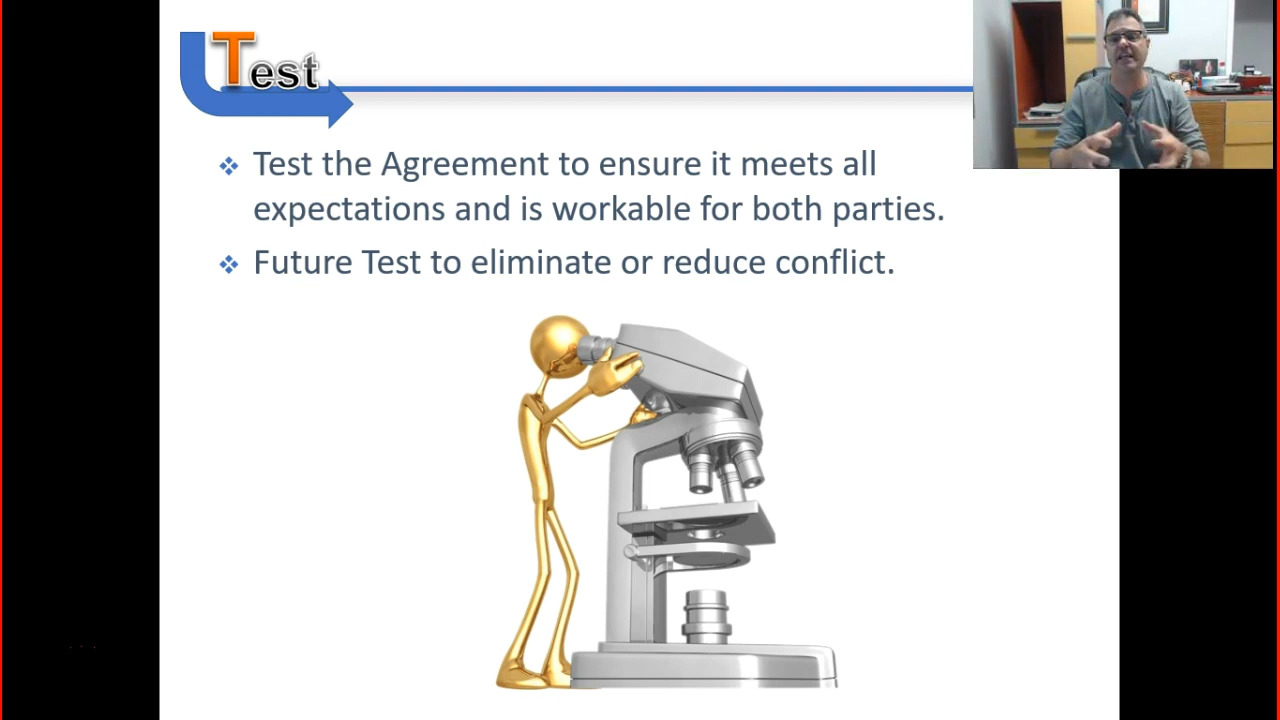 Test
Test the Agreement to ensure it meets all
expectations and is workable for both parties.
Future Test to eliminate or reduce conflict.